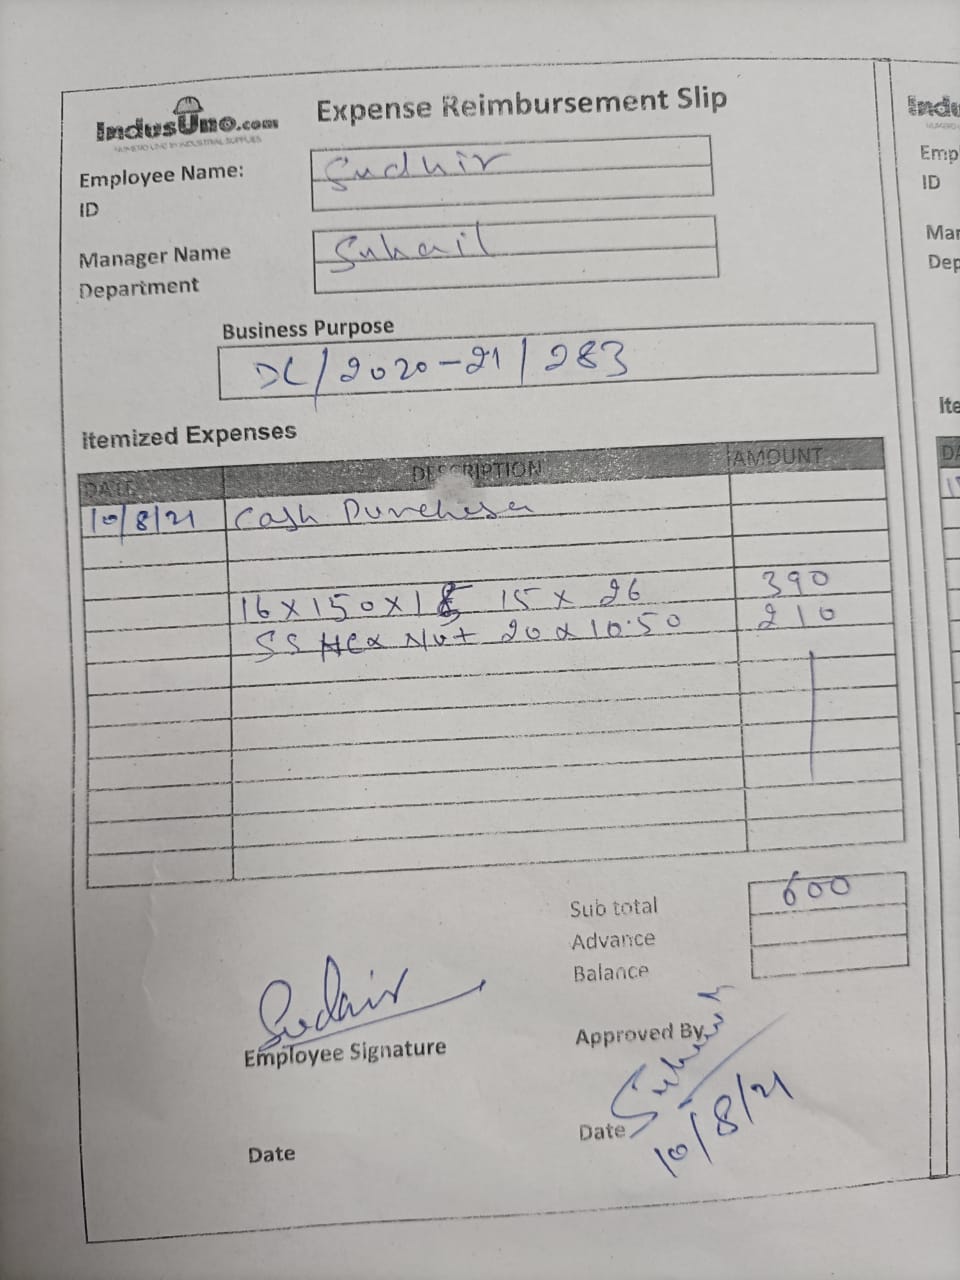 IndusUno.com
NUMERO UNO IN INDUSTRIAL SUPPLIES
Expense Reimbursement Slip
Employee Name: Sudhir
ID
Manager Name Suhail
Department
Business Purpose
DC/2020-21/283
Itemized Expenses
DATE DESCRIPTION AMOUNT
10/8/21 Cash Purchase
16x150x1 15 x 26 390
SS Hex Nut 20 x 10.50 210
Sub total 600
Advance
Balance
Sudhir
Employee Signature
Approved By
Date
Date 10/8/21
Indu
Emp
ID
Mar
Dep
Ite
DA